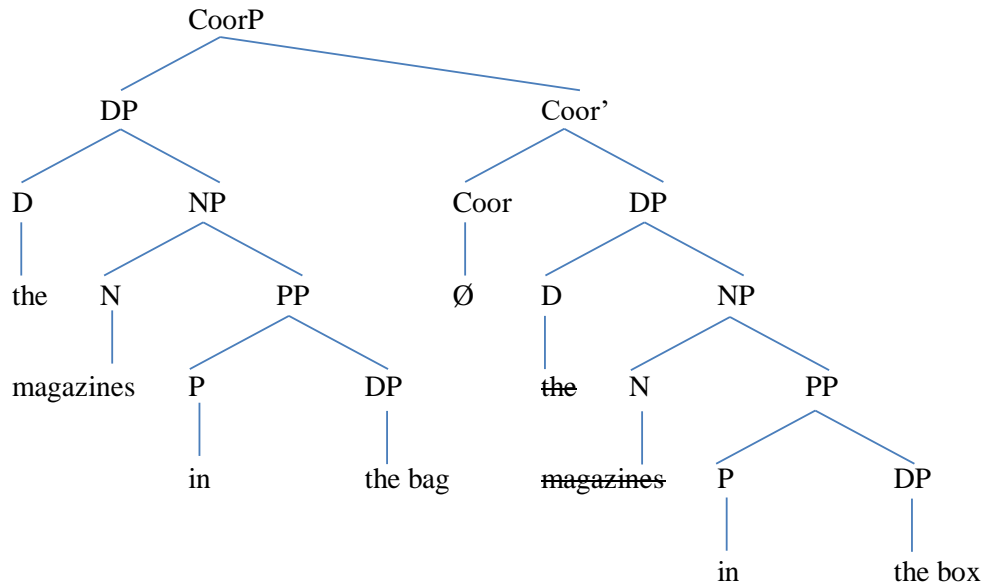 CoorP
DP Coor’
D NP Coor DP
the N PP Ø D NP
magazines P DP the N PP
in the bag magazines P DP
in the box